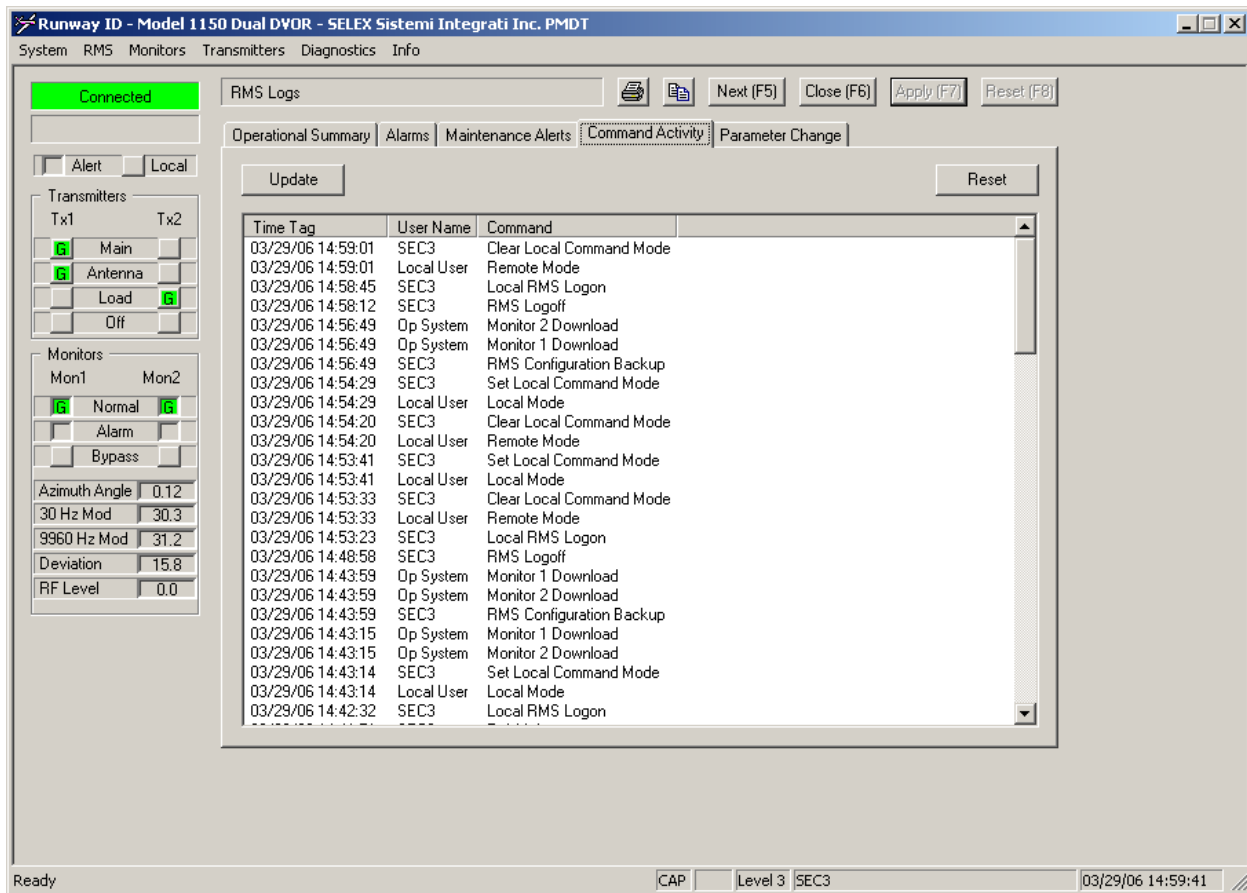 Runway ID - Model 1150 Dual DVOR - SELEX Sistemi Integrati Inc. PMDT
System RMS Monitors Transmitters Diagnostics Info
Connected
RMS Logs
Next (F5) Close (F6) Apply (F7) Reset (F8)
Operational Summary Alarms Maintenance Alerts Command Activity Parameter Change
Alert Local
Update Reset
Transmitters
Tx1 Tx2
G Main
G Antenna
Load G
Off
Monitors
Mon1 Mon2
G Normal G
Alarm
Bypass
Azimuth Angle 0.12
30 Hz Mod 30.3
9960 Hz Mod 31.2
Deviation 15.8
RF Level 0.0
Time Tag User Name Command
03/29/06 14:59:01 SEC3 Clear Local Command Mode
03/29/06 14:59:01 Local User Remote Mode
03/29/06 14:58:45 SEC3 Local RMS Logon
03/29/06 14:58:12 SEC3 RMS Logoff
03/29/06 14:56:49 Op System Monitor 2 Download
03/29/06 14:56:49 Op System Monitor 1 Download
03/29/06 14:56:49 SEC3 RMS Configuration Backup
03/29/06 14:54:29 SEC3 Set Local Command Mode
03/29/06 14:54:29 Local User Local Mode
03/29/06 14:54:20 SEC3 Clear Local Command Mode
03/29/06 14:54:20 Local User Remote Mode
03/29/06 14:53:41 SEC3 Set Local Command Mode
03/29/06 14:53:41 Local User Local Mode
03/29/06 14:53:33 SEC3 Clear Local Command Mode
03/29/06 14:53:33 Local User Remote Mode
03/29/06 14:53:23 SEC3 Local RMS Logon
03/29/06 14:48:58 SEC3 RMS Logoff
03/29/06 14:43:59 Op System Monitor 1 Download
03/29/06 14:43:59 Op System Monitor 2 Download
03/29/06 14:43:59 SEC3 RMS Configuration Backup
03/29/06 14:43:15 Op System Monitor 1 Download
03/29/06 14:43:15 Op System Monitor 2 Download
03/29/06 14:43:14 SEC3 Set Local Command Mode
03/29/06 14:43:14 Local User Local Mode
03/29/06 14:42:32 SEC3 Local RMS Logon
Ready CAP Level 3 SEC3 03/29/06 14:59:41